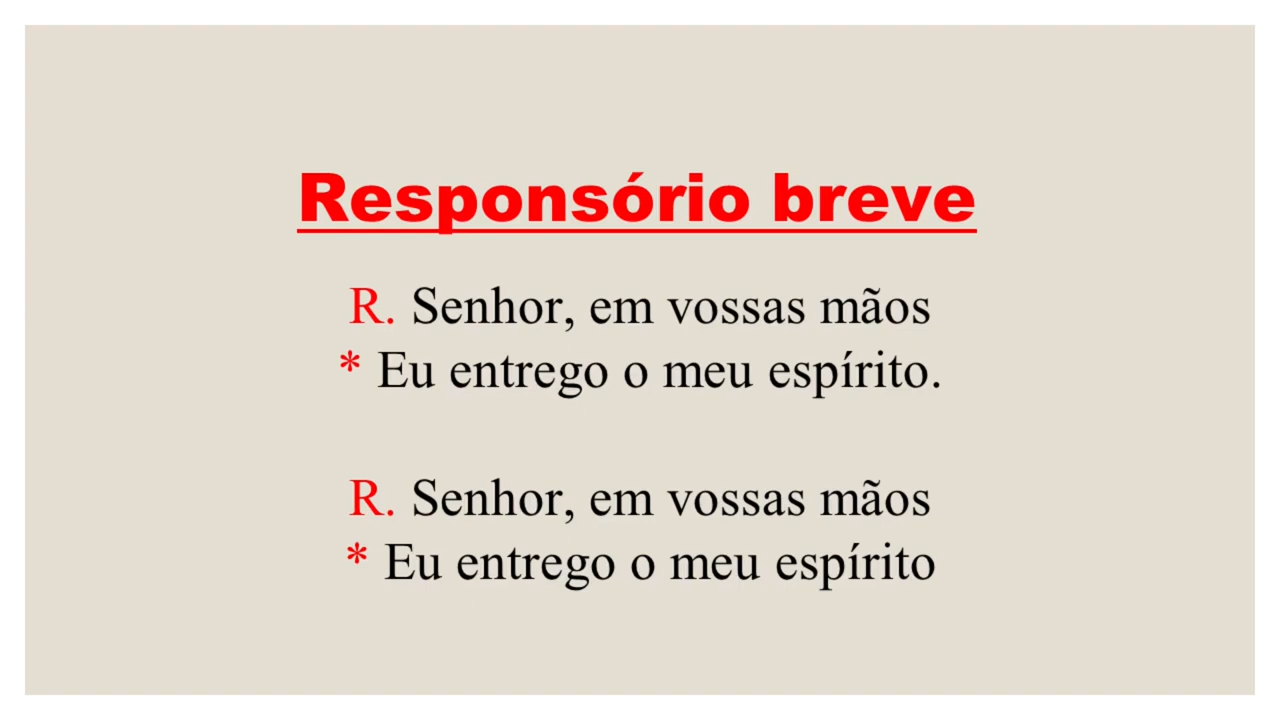 Responsório breve
R. Senhor, em vossas mãos
* Eu entrego o meu espírito.
R. Senhor, em vossas mãos
* Eu entrego o meu espírito